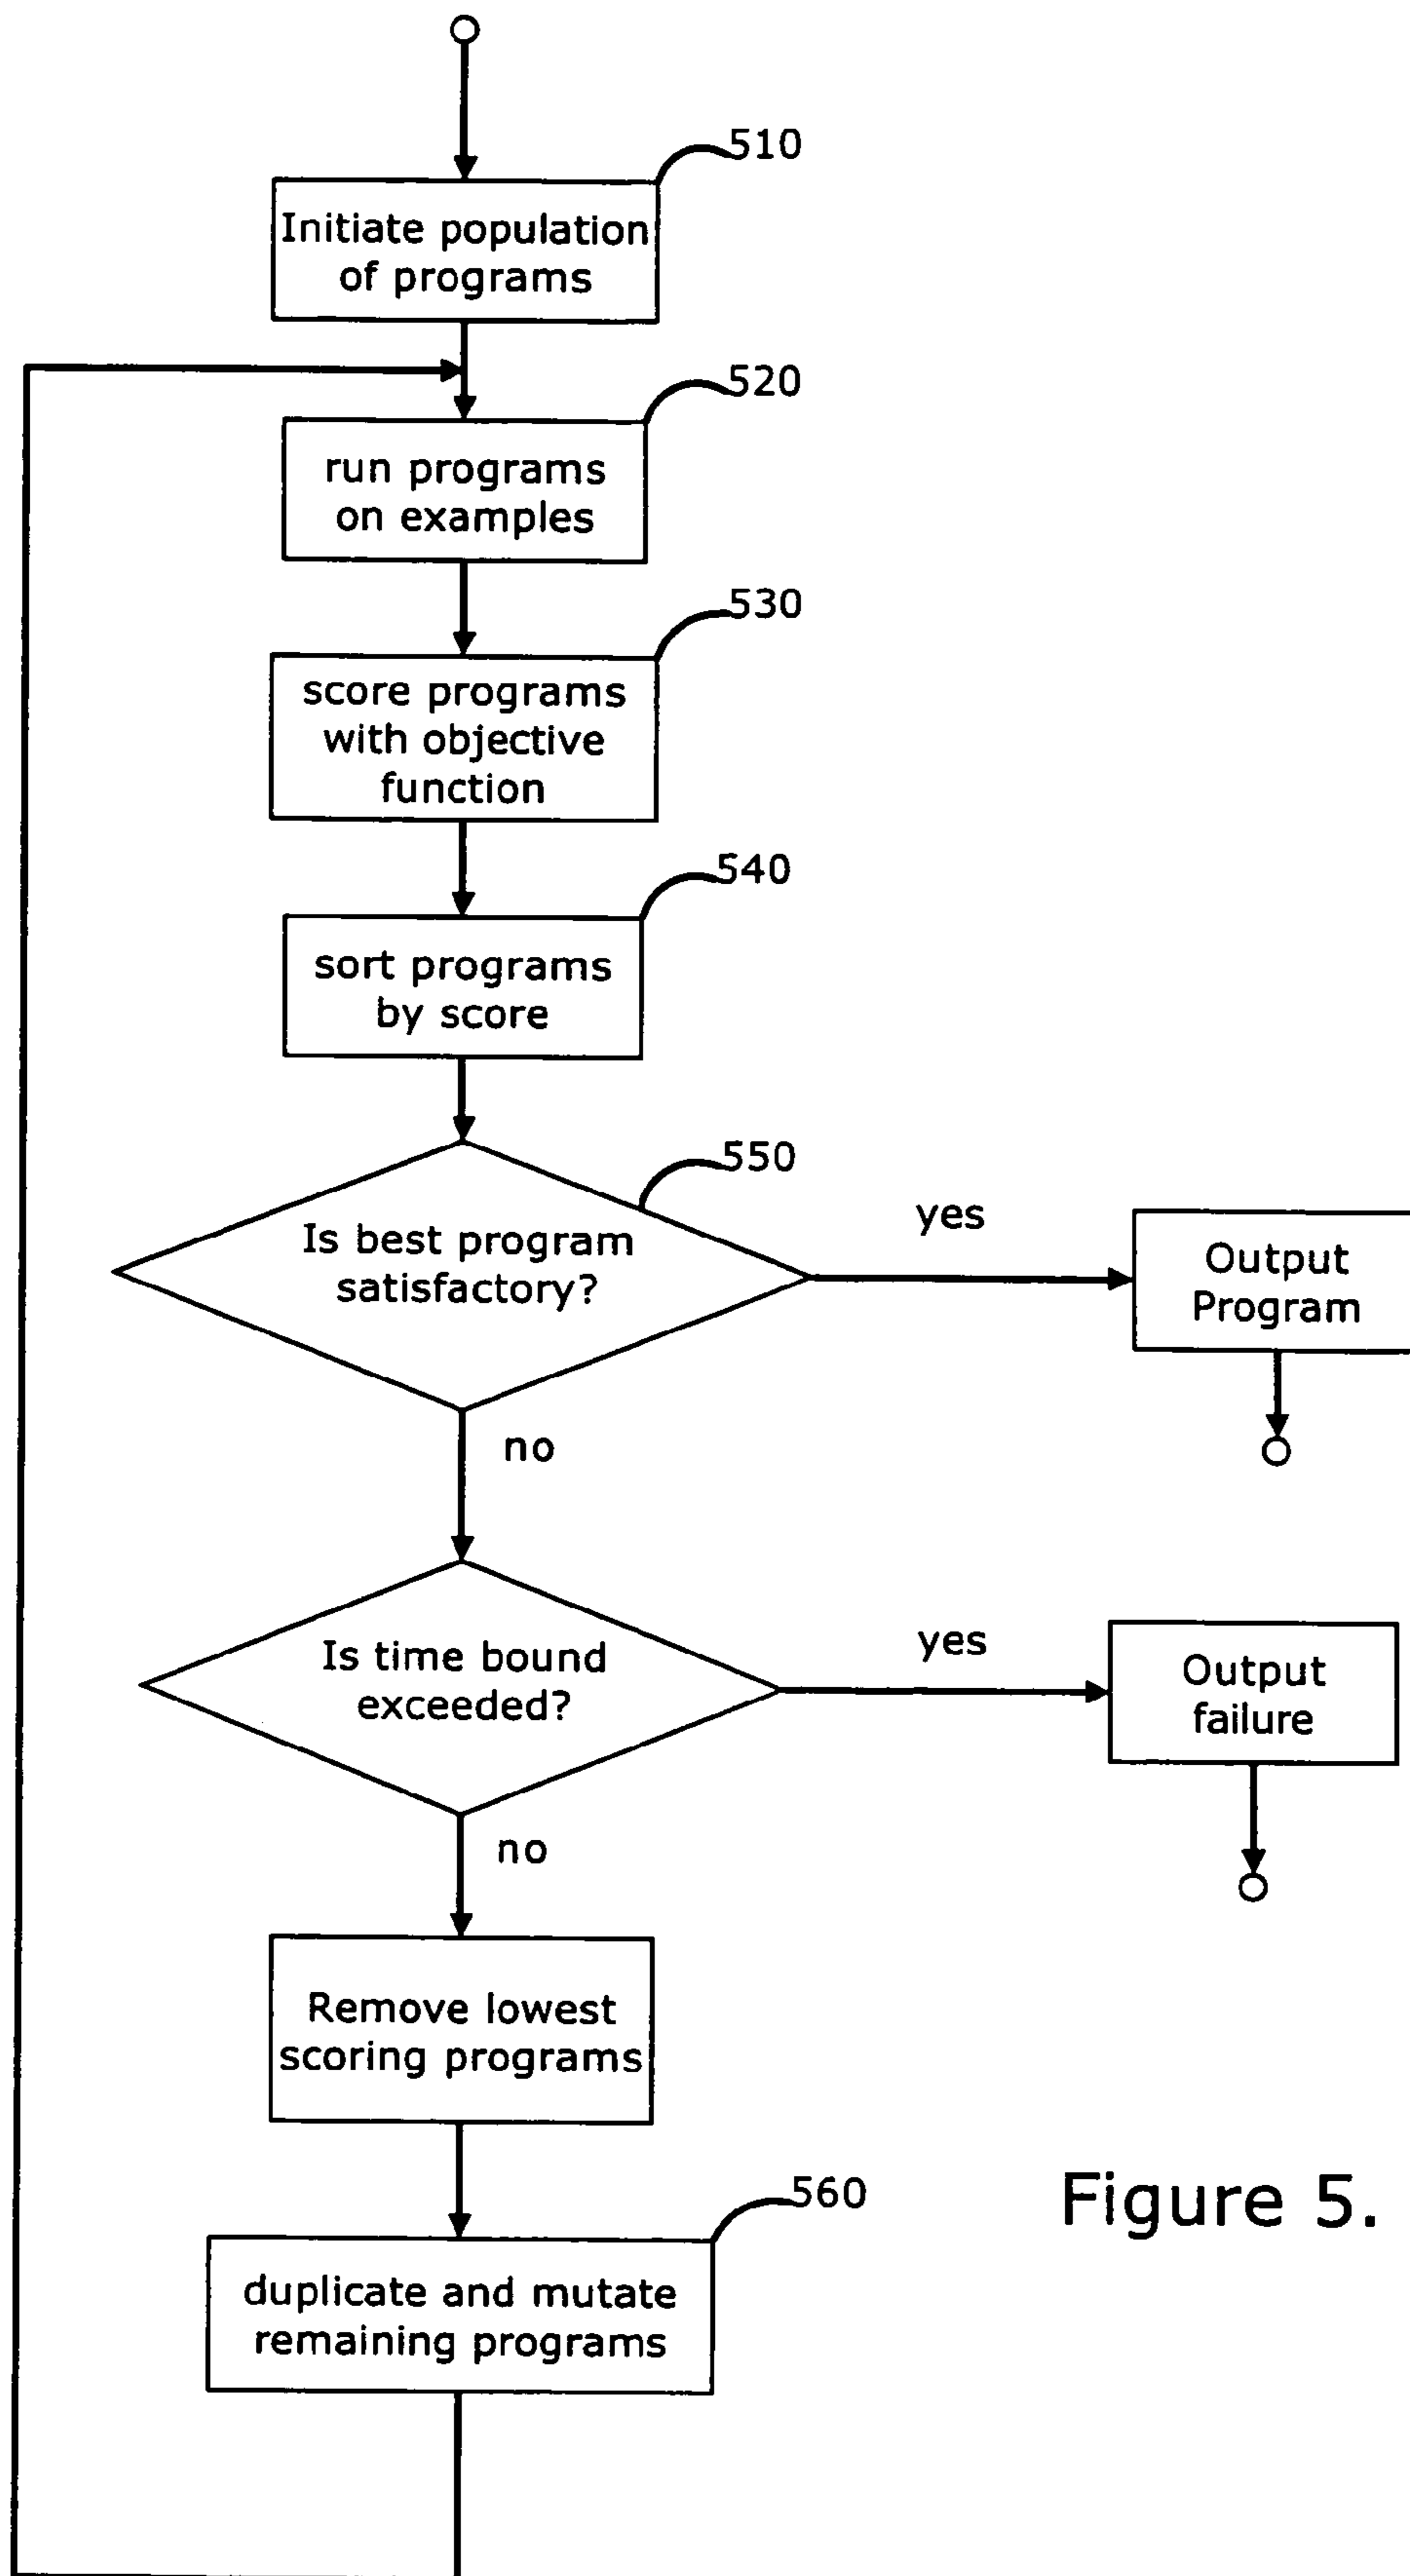 510
Initiate population
of programs
520
run programs
on examples
530
score programs
with objective
function
540
sort programs
by score
550
Is best program
satisfactory?
yes
Output
Program
no
Is time bound
exceeded?
yes
Output
failure
no
Remove lowest
scoring programs
560
duplicate and mutate
remaining programs
Figure 5.